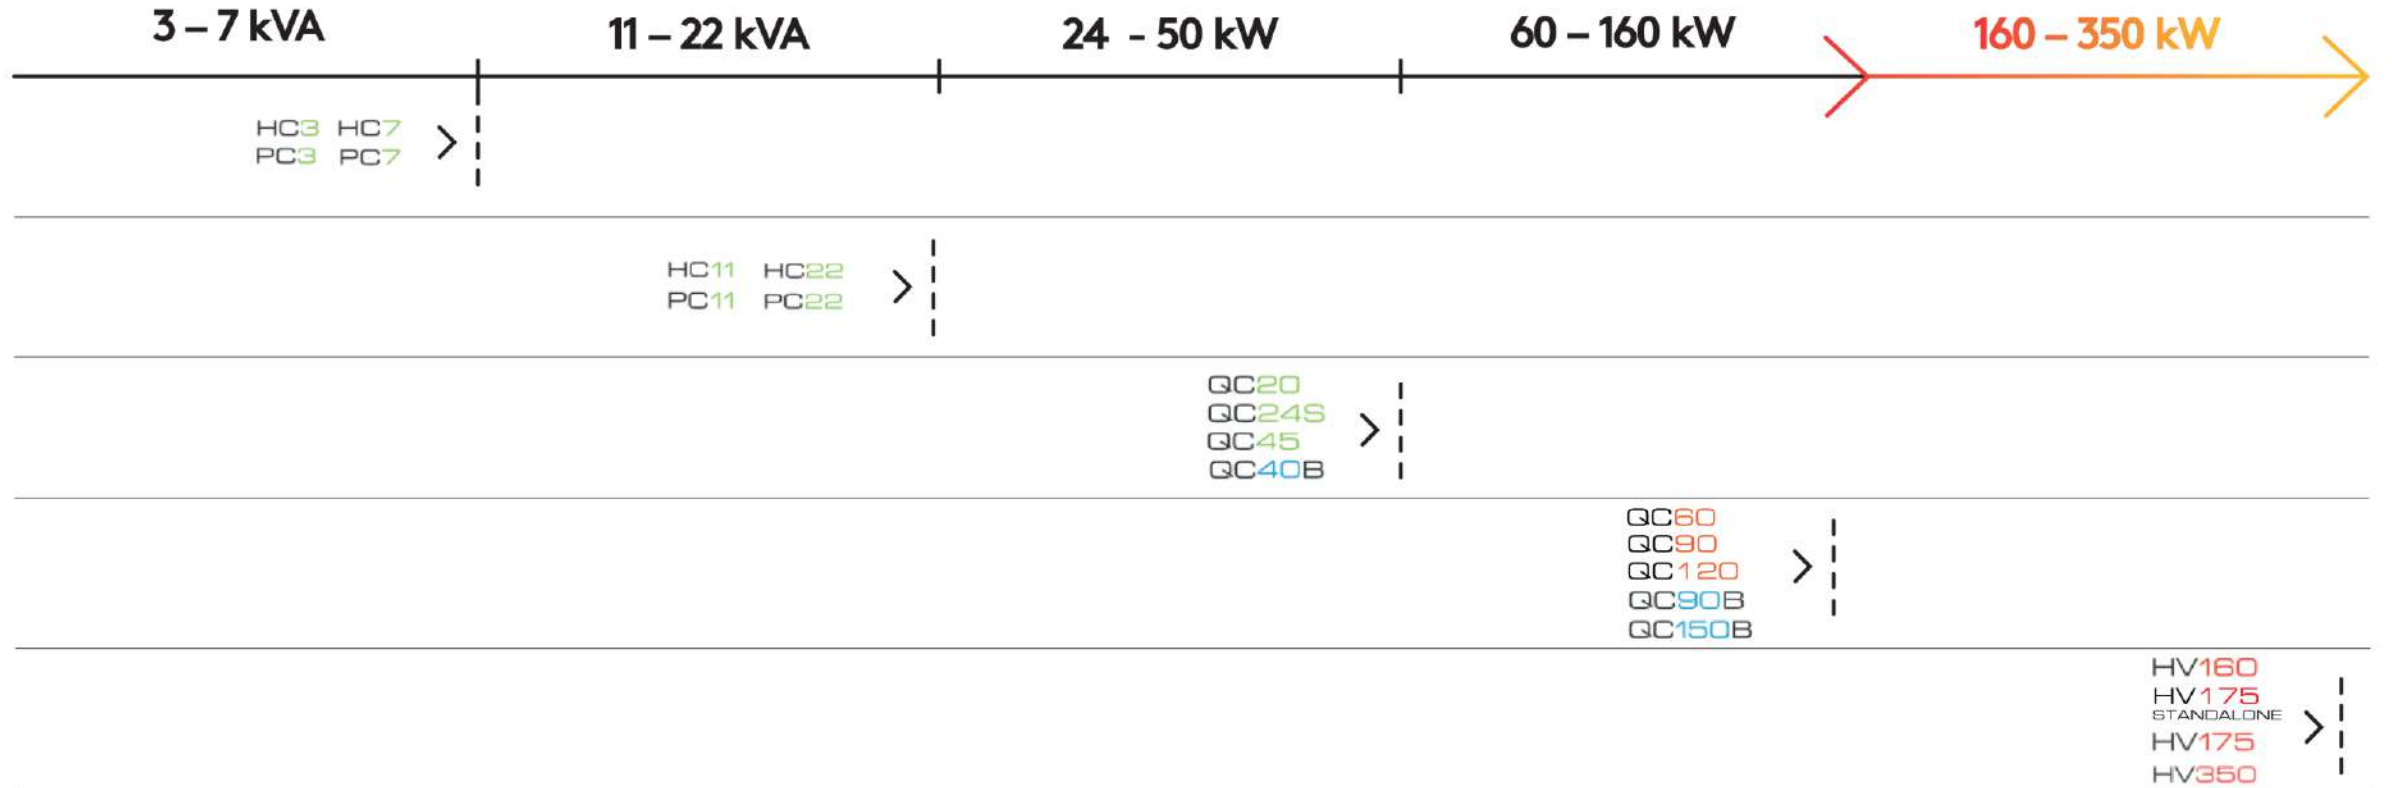 3 – 7 kVA 11 – 22 kVA 24 - 50 kW 60 – 160 kW 160 – 350 kW
HC3 HC7
PC3 PC7
HC11 HC22
PC11 PC22
QC20
QC24S
QC45
QC40B
QC60
QC90
QC120
QC90B
QC150B
HV160
HV175
STANDALONE
HV175
HV350